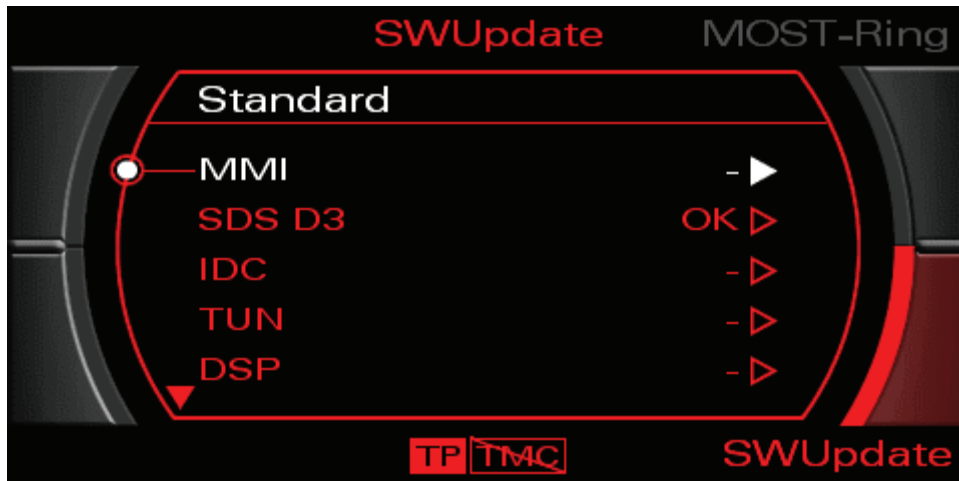 SWUpdate MOST-Ring
Standard
MMI -
SDS D3 OK
IDC -
TUN -
DSP -
TP TMC SWUpdate